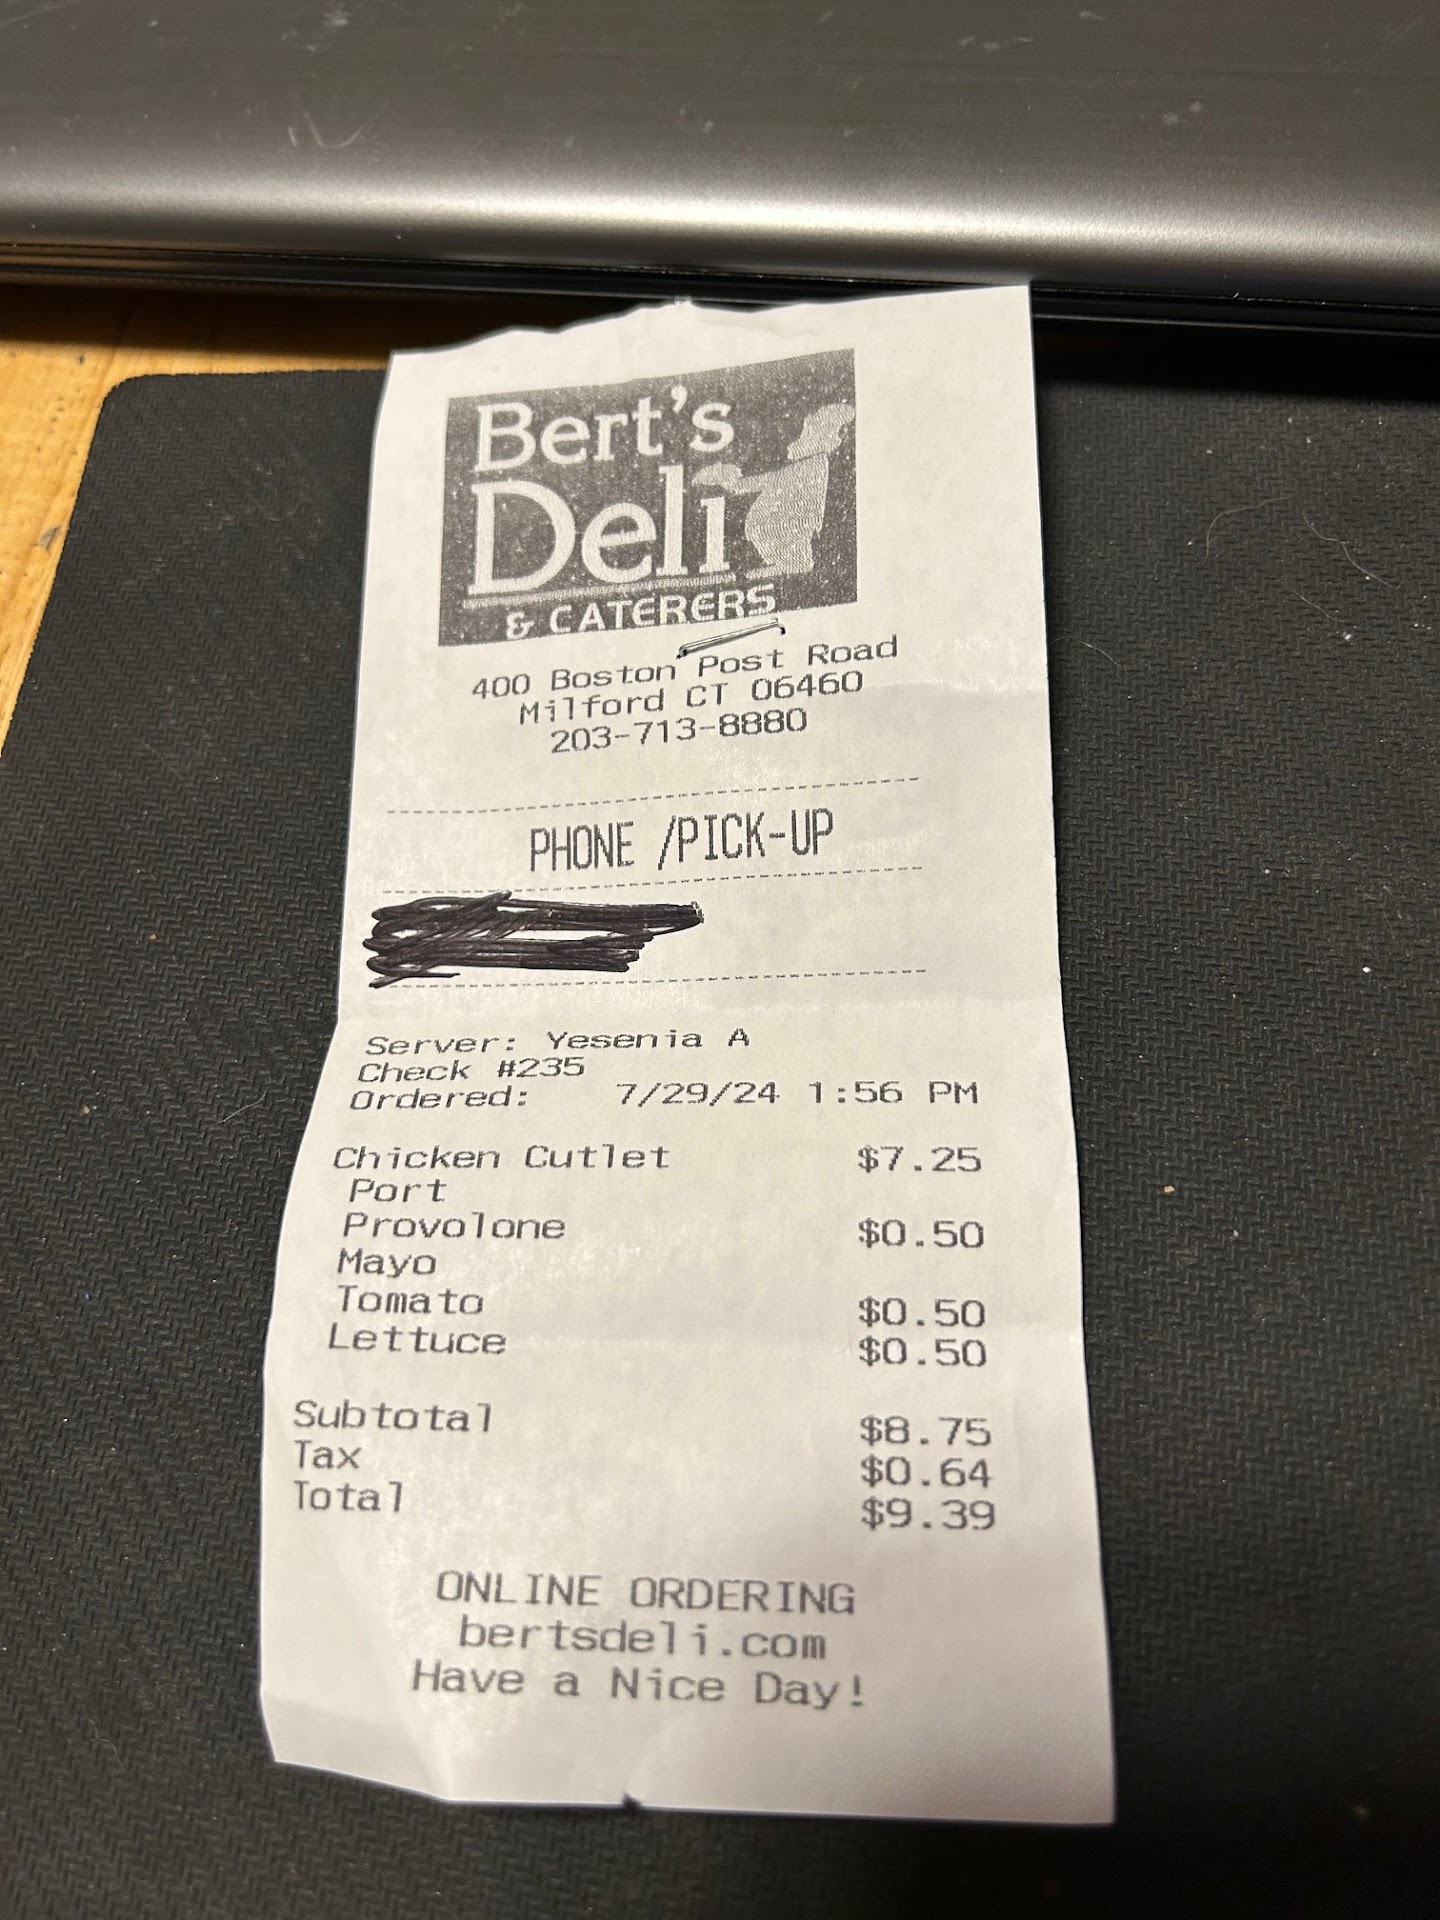 Bert's
Deli
& CATERERS
400 Boston Post Road
Milford CT 06460
203-713-8880
PHONE /PICK-UP
Server: Yesenia A
Check #235
Ordered: 7/29/24 1:56 PM
Chicken Cutlet $7.25
Port
Provolone $0.50
Mayo
Tomato $0.50
Lettuce $0.50
Subtotal $8.75
Tax $0.64
Total $9.39
ONLINE ORDERING
bertsdeli.com
Have a Nice Day!